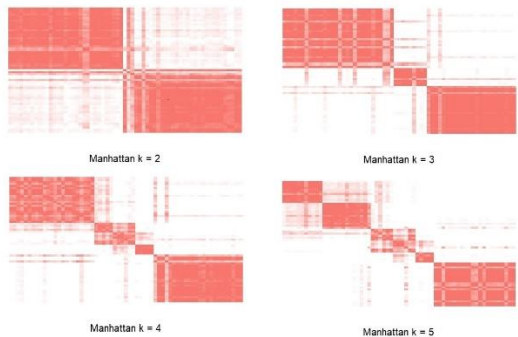 Manhattan k = 2
Manhattan k = 3
Manhattan k = 4
Manhattan k = 5